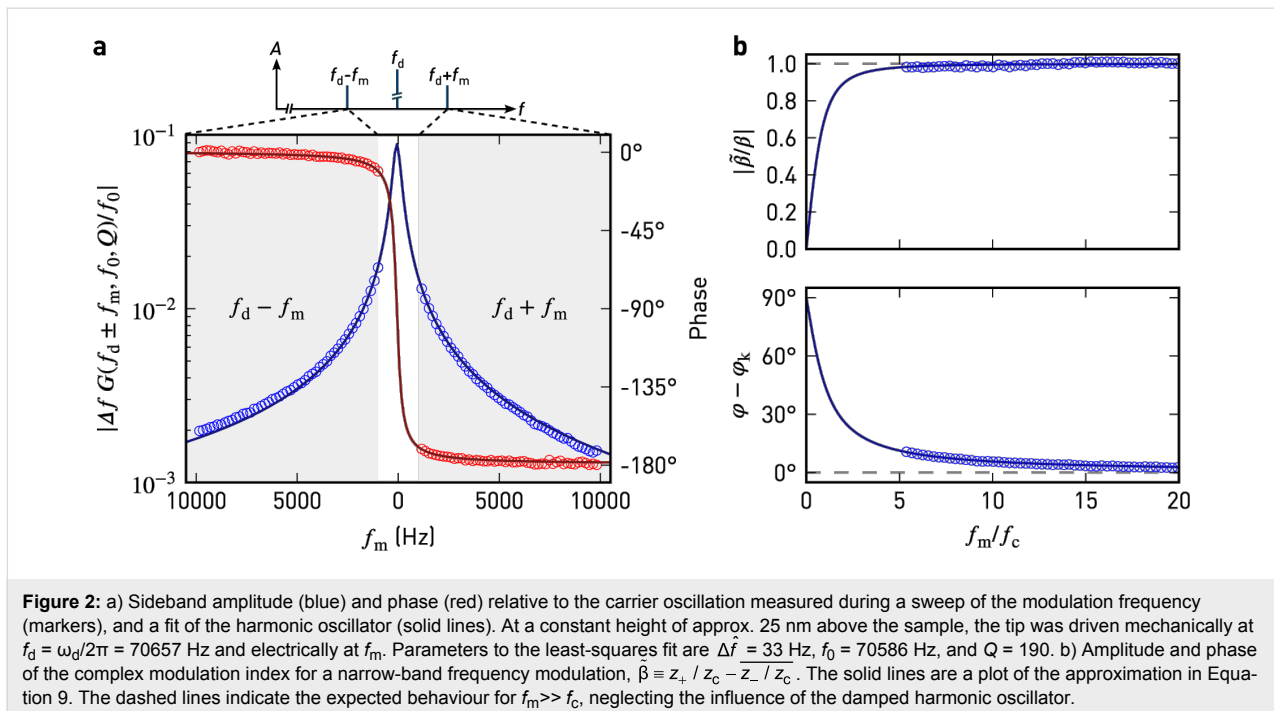 a
A
f_d
f_d−f_m
f_d+f_m
f
10⁻¹
10⁻²
10⁻³
|Δf G(f_d ± f_m, f_0, Q)/f_0|
f_d − f_m
f_d + f_m
0°
-45°
-90°
-135°
-180°
Phase
10000 5000 0 5000 10000
f_m (Hz)
b
1.0
0.8
0.6
0.4
0.2
0.0
|β̃/β|
90°
60°
30°
0°
φ − φ_k
0 5 10 15 20
f_m/f_c
Figure 2: a) Sideband amplitude (blue) and phase (red) relative to the carrier oscillation measured during a sweep of the modulation frequency
(markers), and a fit of the harmonic oscillator (solid lines). At a constant height of approx. 25 nm above the sample, the tip was driven mechanically at
f_d = ω_d/2π = 70657 Hz and electrically at f_m. Parameters to the least-squares fit are Δf̂ = 33 Hz, f_0 = 70586 Hz, and Q = 190. b) Amplitude and phase
of the complex modulation index for a narrow-band frequency modulation, β̃ ≡ z_+ / z_c − z̅_̅−̅ ̅/̅ ̅z̅_̅c̅ . The solid lines are a plot of the approximation in Equa-
tion 9. The dashed lines indicate the expected behaviour for f_m>> f_c, neglecting the influence of the damped harmonic oscillator.